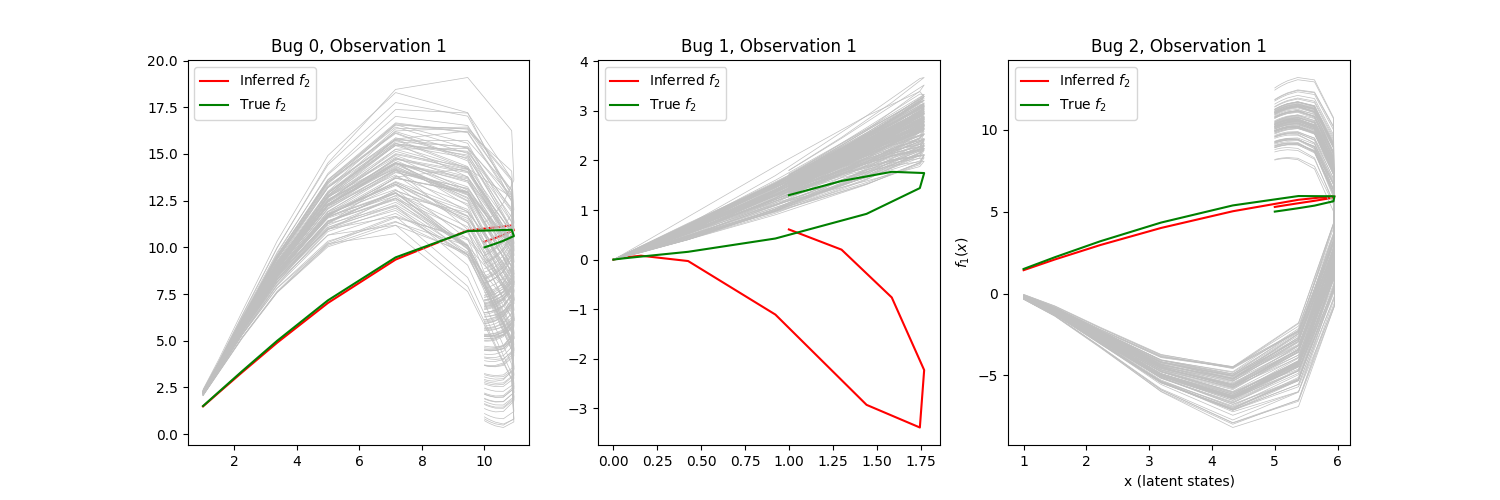 Bug 0, Observation 1
Inferred f₂
True f₂
20.0
17.5
15.0
12.5
10.0
7.5
5.0
2.5
0.0
2 4 6 8 10
Bug 1, Observation 1
Inferred f₂
True f₂
4
3
2
1
0
−1
−2
−3
0.00 0.25 0.50 0.75 1.00 1.25 1.50 1.75
Bug 2, Observation 1
Inferred f₂
True f₂
f₁(x)
10
5
0
−5
1 2 3 4 5 6
x (latent states)